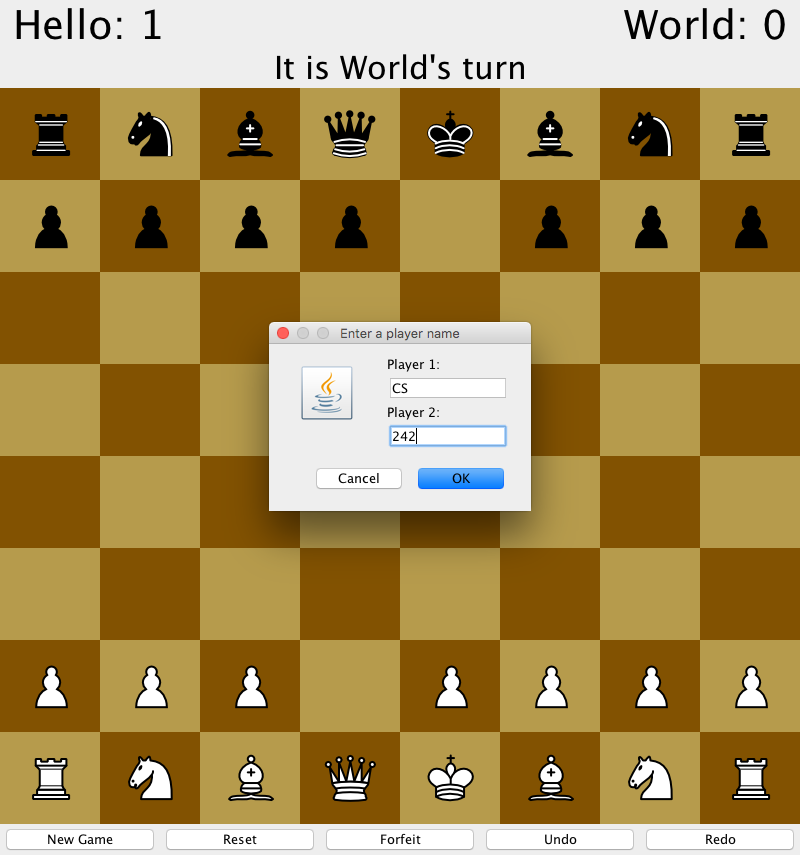 Hello: 1 World: 0
It is World's turn
Enter a player name
Player 1:
CS
Player 2:
242
Cancel OK
New Game Reset Forfeit Undo Redo